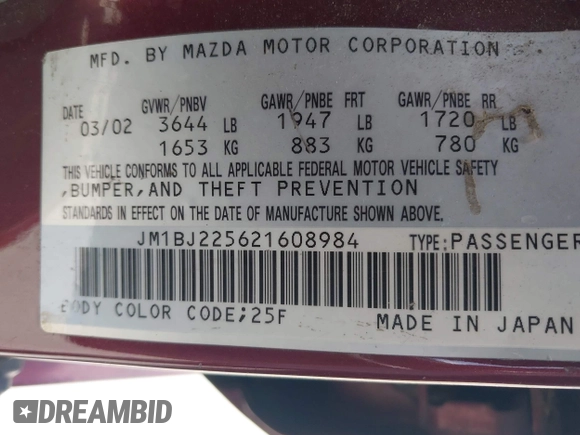 MFD. BY MAZDA MOTOR CORPORATION
DATE GVWR/PNBV GAWR/PNBE FRT GAWR/PNBE RR
03/02 3644 LB 1947 LB 1720 LB
1653 KG 883 KG 780 KG
THIS VEHICLE CONFORMS TO ALL APPLICABLE FEDERAL MOTOR VEHICLE SAFETY
,BUMPER,AND THEFT PREVENTION
STANDARDS IN EFFECT ON THE DATE OF MANUFACTURE SHOWN ABOVE.
JM1BJ225621608984 TYPE:PASSENGER
BODY COLOR CODE;25F MADE IN JAPAN
DREAMBID